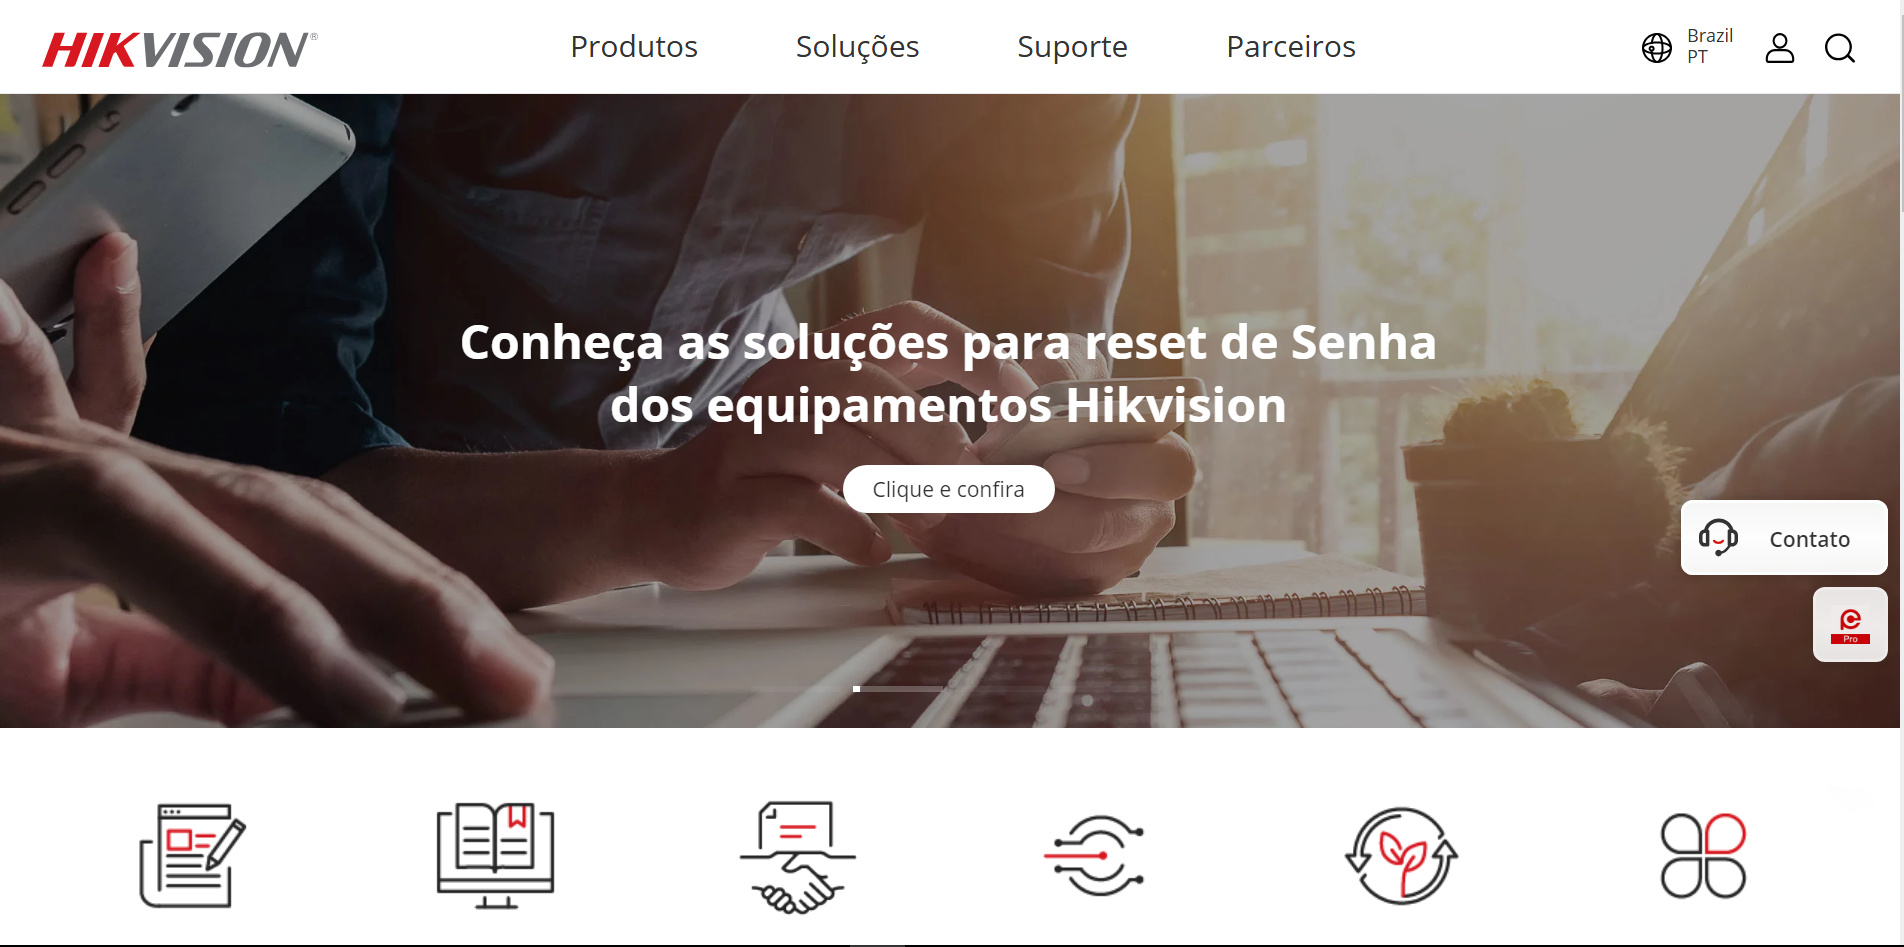 HIKVISION®
Produtos
Soluções
Suporte
Parceiros
Brazil
PT
Conheça as soluções para reset de Senha
dos equipamentos Hikvision
Clique e confira
Contato
Pro